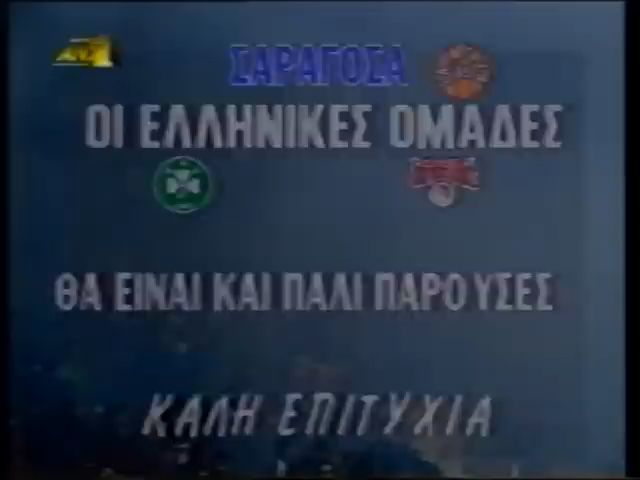 ΣΑΡΑΓΟΣΑ
ΟΙ ΕΛΛΗΝΙΚΕΣ ΟΜΑΔΕΣ
ΘΑ ΕΙΝΑΙ ΚΑΙ ΠΑΛΙ ΠΑΡΟΥΣΕΣ
ΚΑΛΗ ΕΠΙΤΥΧΙΑ